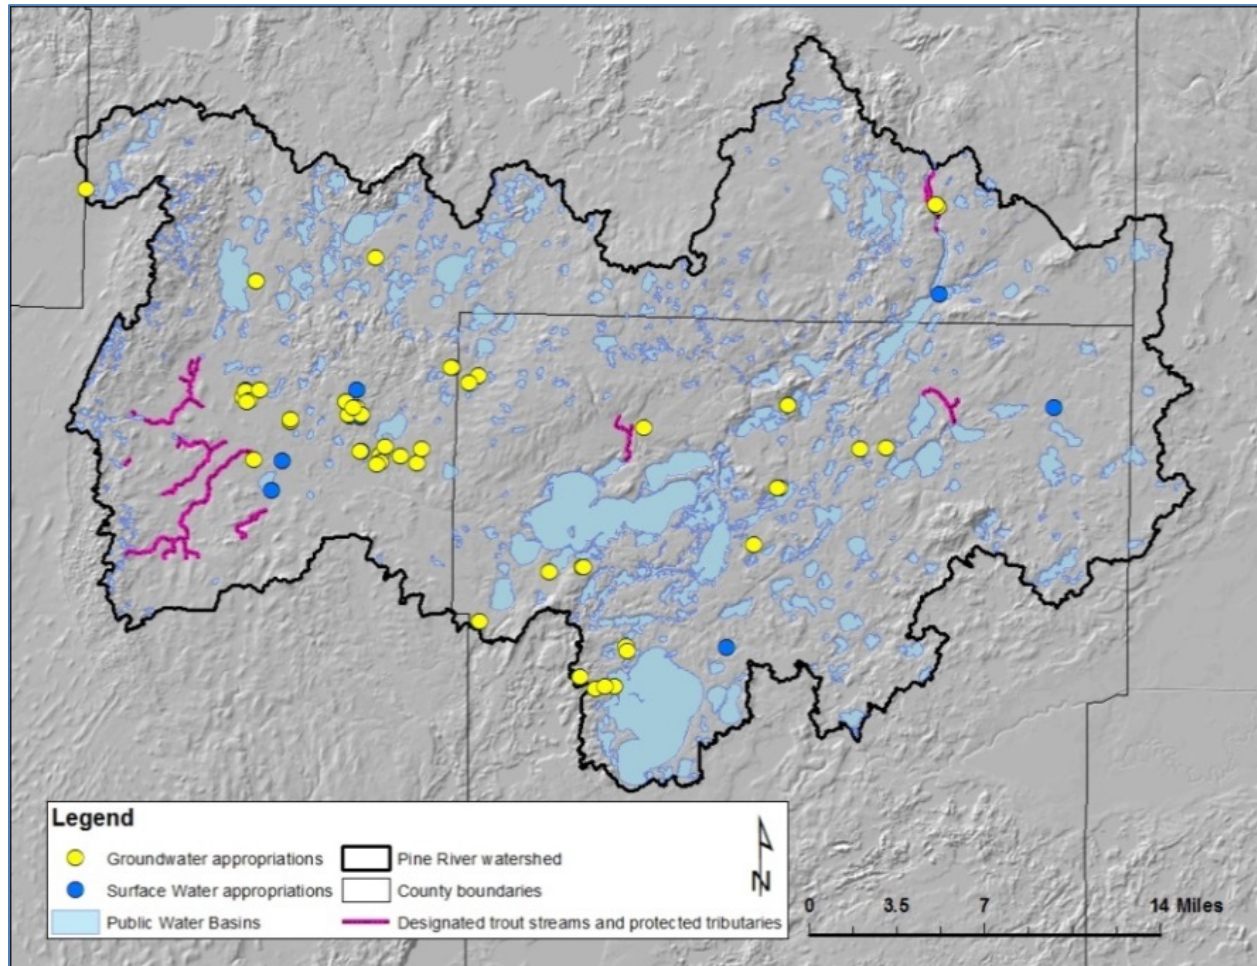 Legend
Groundwater appropriations
Surface Water appropriations
Public Water Basins
Pine River watershed
County boundaries
Designated trout streams and protected tributaries
N
0 3.5 7 14 Miles